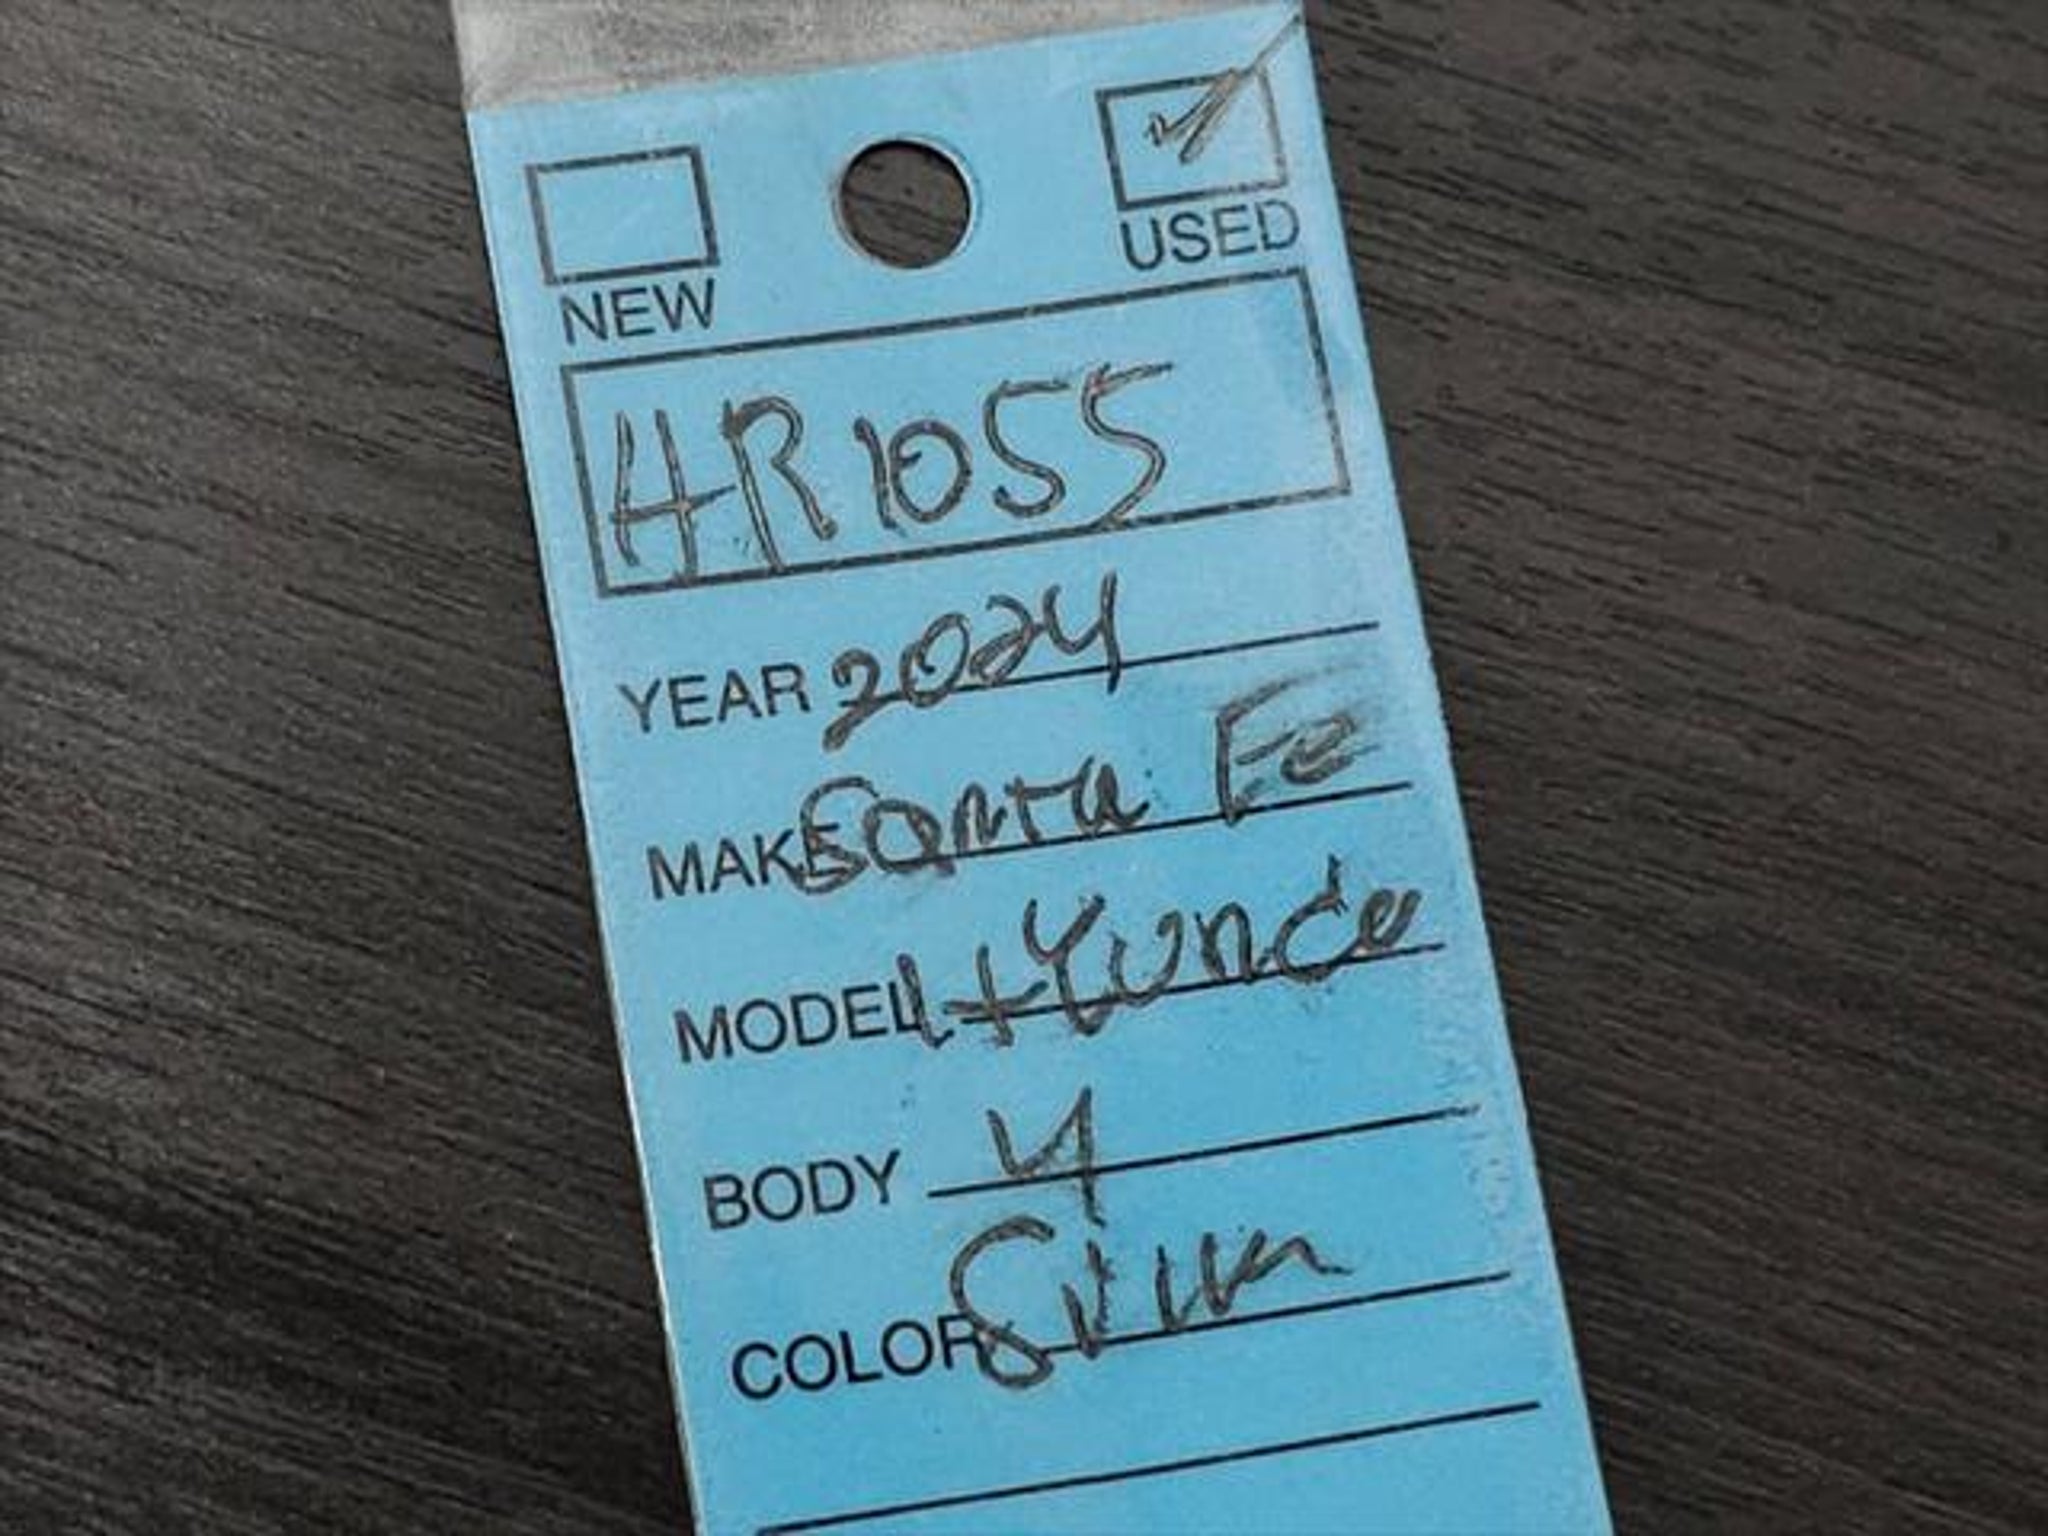 NEW USED
HR1055
YEAR 2024
MAKE Santa Fe
MODEL Hyunde
BODY 4
COLOR Silver